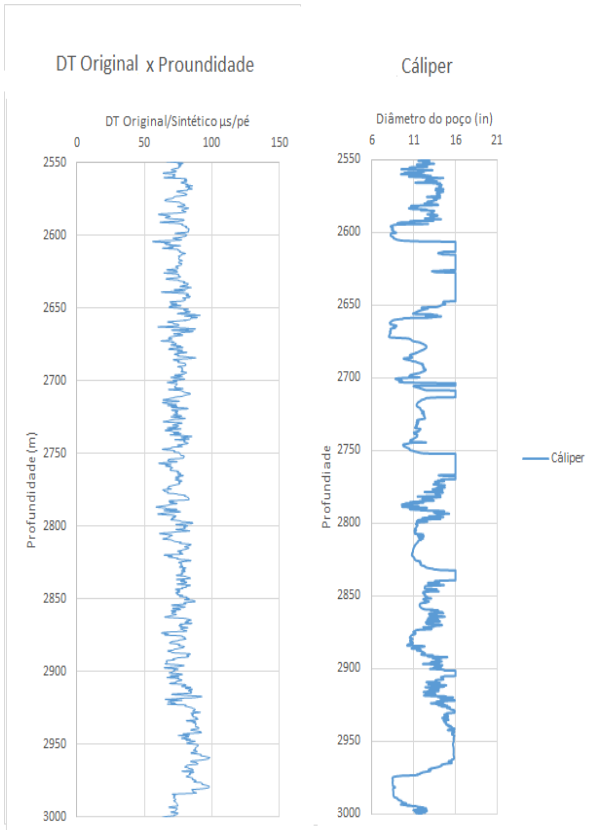 DT Original x Proundidade
DT Original/Sintético µs/pé
0 50 100 150
2550
2600
2650
2700
2750
2800
2850
2900
2950
3000
Profundidade (m)
Cáliper
Diâmetro do poço (in)
6 11 16 21
2550
2600
2650
2700
2750
2800
2850
2900
2950
3000
Profundiade
Cáliper